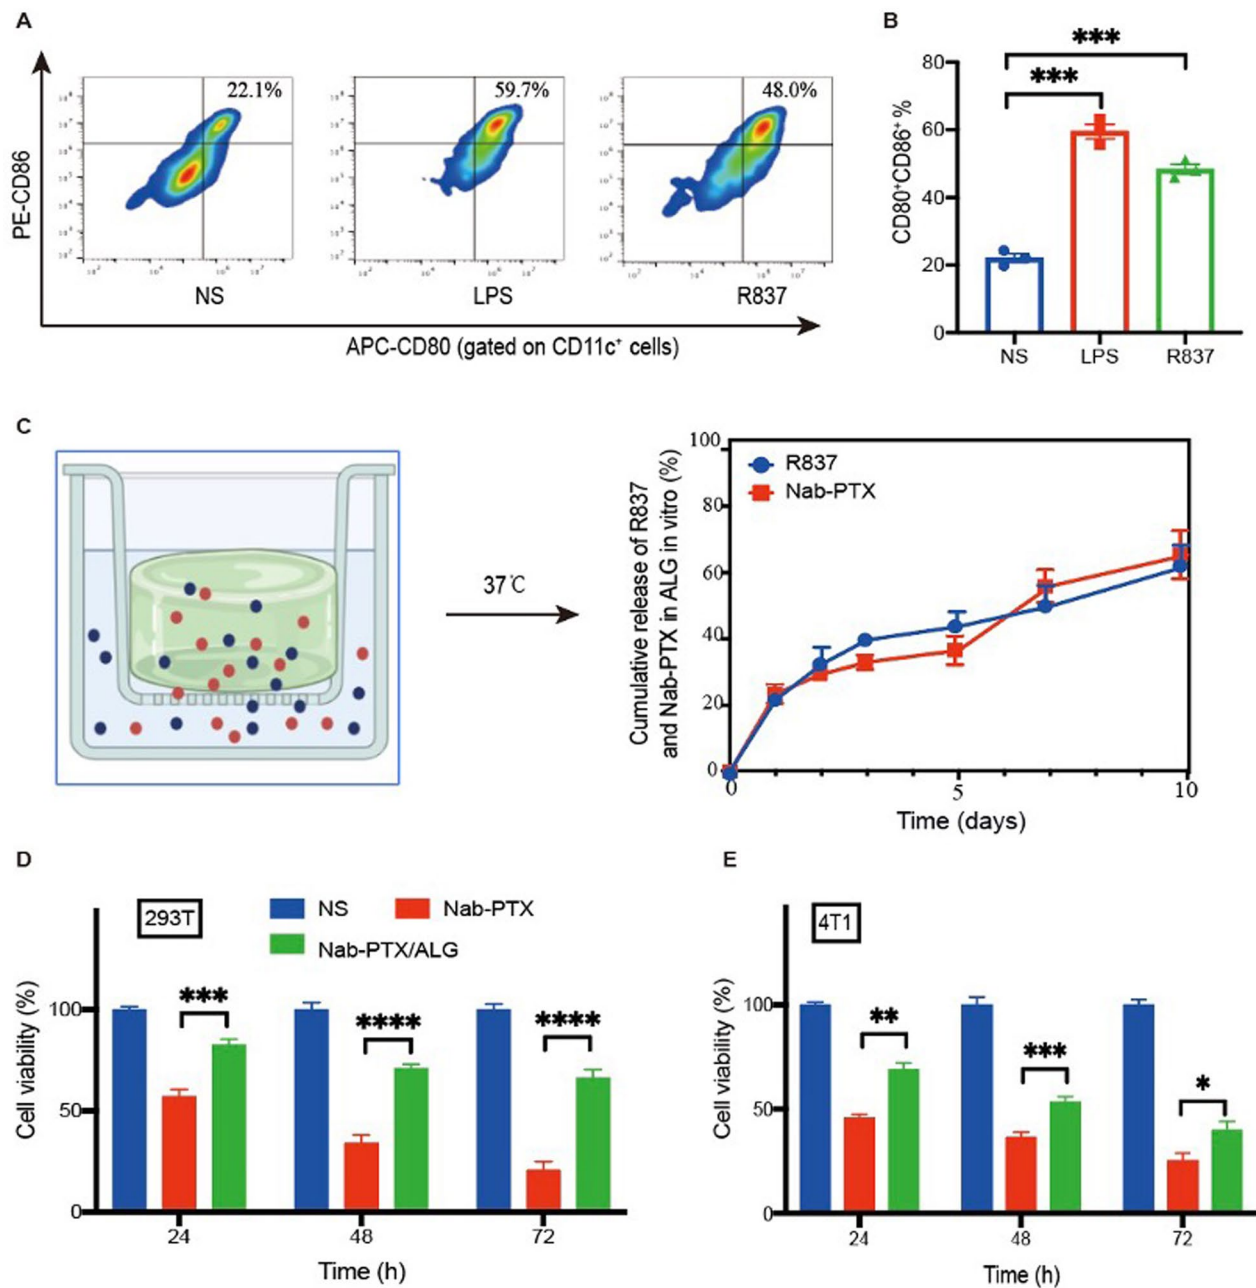 A
PE-CD86
22.1%
59.7%
48.0%
NS
LPS
R837
APC-CD80 (gated on CD11c⁺ cells)
B
CD80⁺CD86⁺ %
80
60
40
20
0
***
***
NS
LPS
R837
C
37℃
Cumulative release of R837
and Nab-PTX in ALG in vitro (%)
100
80
60
40
20
0
R837
Nab-PTX
0
5
10
Time (days)
D
293T
NS
Nab-PTX
Nab-PTX/ALG
Cell viability (%)
100
50
0
***
****
****
24
48
72
Time (h)
E
4T1
Cell viability (%)
100
50
0
**
***
*
24
48
72
Time (h)